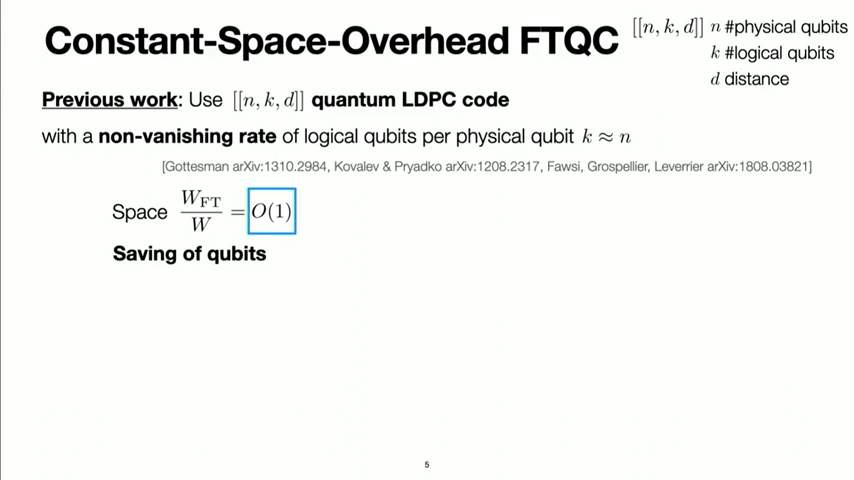 Constant-Space-Overhead FTQC
[[n, k, d]] n #physical qubits
k #logical qubits
d distance
Previous work: Use [[n, k, d]] quantum LDPC code
with a non-vanishing rate of logical qubits per physical qubit k ≈ n
[Gottesman arXiv:1310.2984, Kovalev & Pryadko arXiv:1208.2317, Fawsi, Grospellier, Leverrier arXiv:1808.03821]
Space W_FT / W = O(1)
Saving of qubits
5